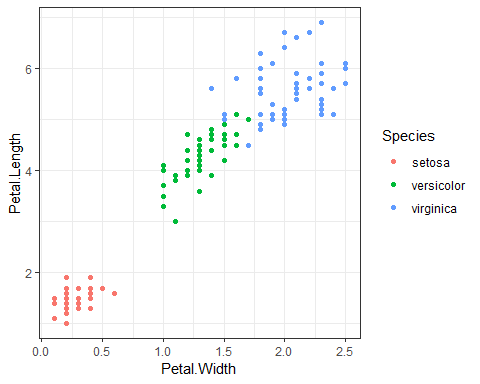 6
4
2
Petal.Length
0.0 0.5 1.0 1.5 2.0 2.5
Petal.Width
Species
setosa
versicolor
virginica